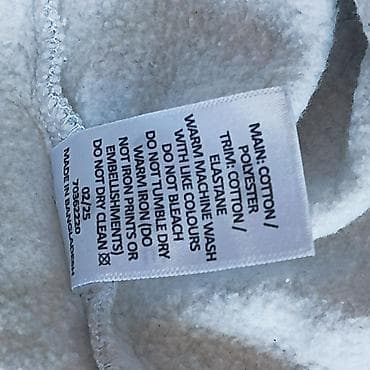 MAIN: COTTON /
POLYESTER
TRIM: COTTON /
ELASTANE
WARM MACHINE WASH
WITH LIKE COLOURS
DO NOT BLEACH
DO NOT TUMBLE DRY
WARM IRON (DO
NOT IRON PRINTS OR
EMBELLISHMENTS)
DO NOT DRY CLEAN
02/25
70362230
MADE IN BANGLADESH